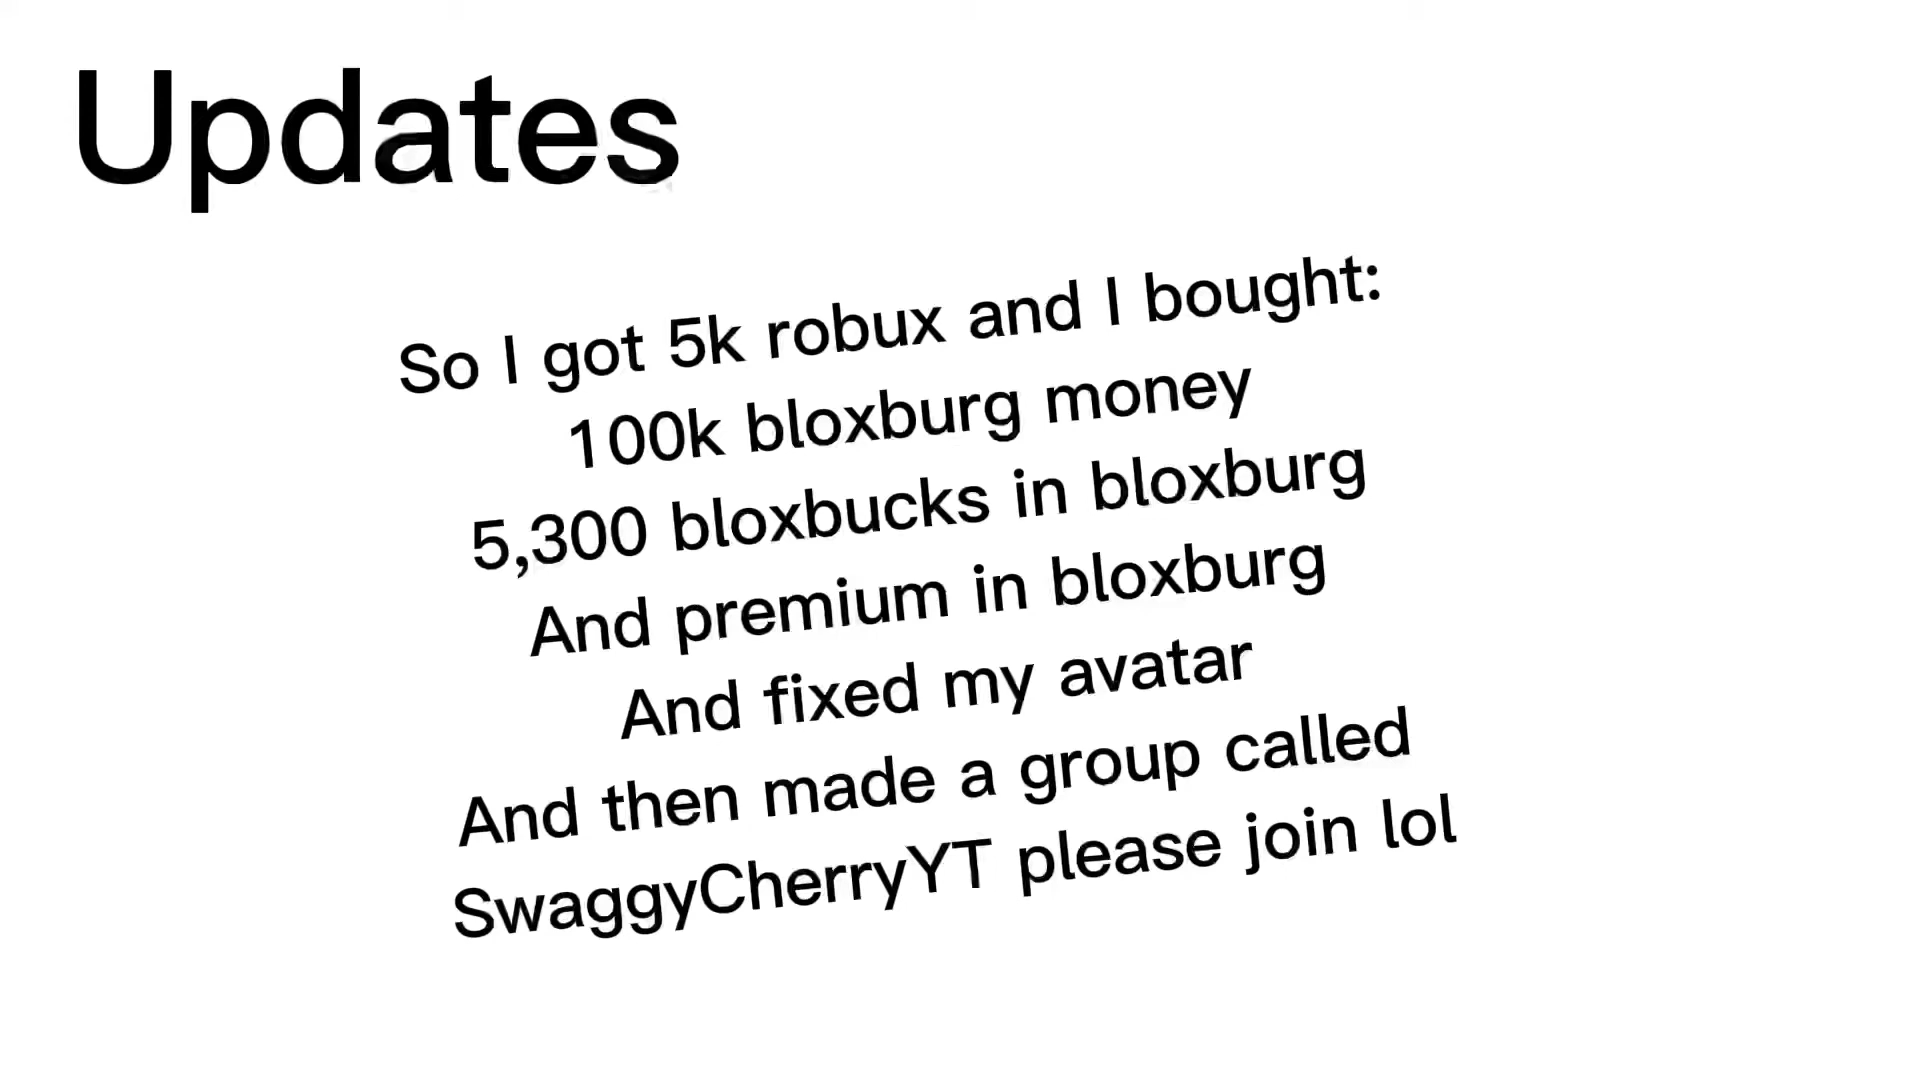 Updates
So I got 5k robux and I bought:
100k bloxburg money
5,300 bloxbucks in bloxburg
And premium in bloxburg
And fixed my avatar
And then made a group called
SwaggyCherryYT please join lol